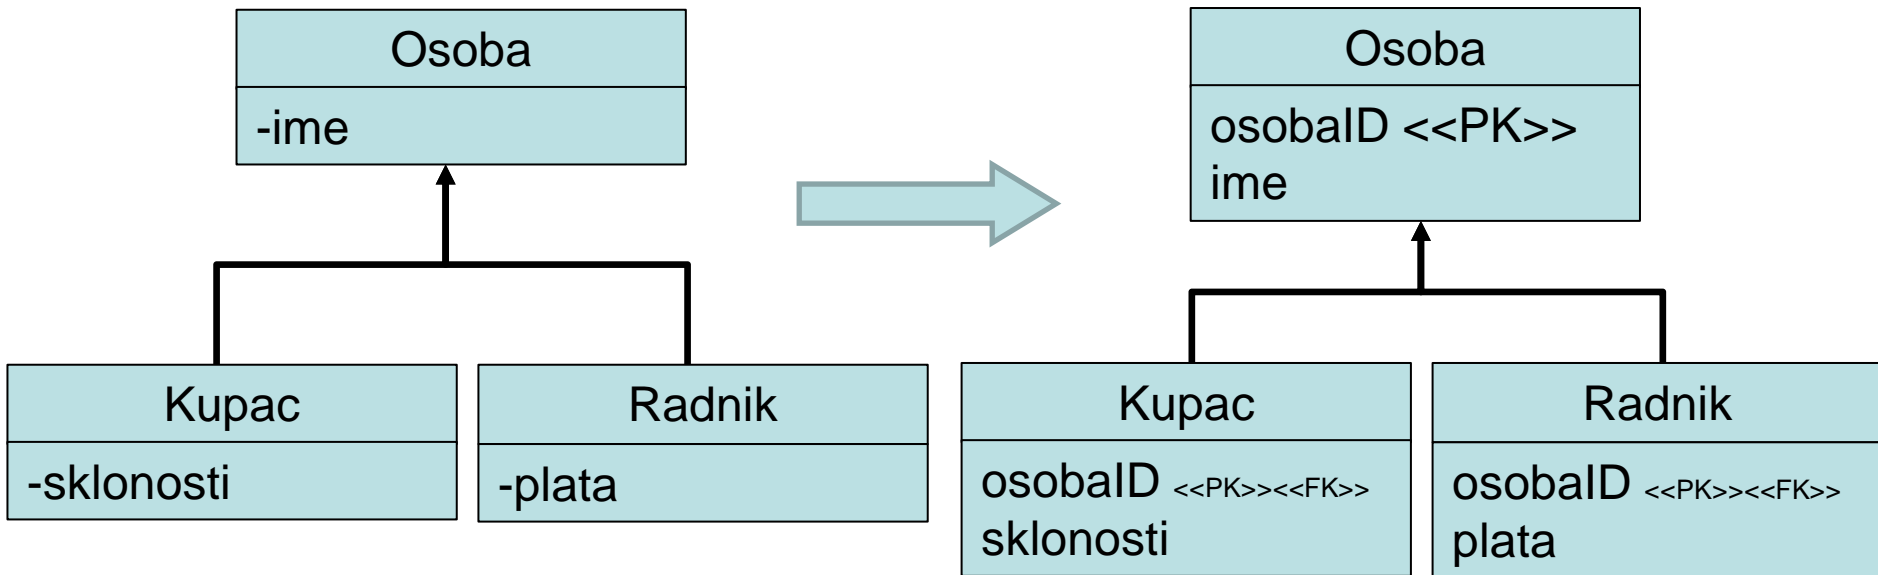 Osoba
-ime
Kupac
-sklonosti
Radnik
-plata
Osoba
osobaID <<PK>>
ime
Kupac
osobaID <<PK>><<FK>>
sklonosti
Radnik
osobaID <<PK>><<FK>>
plata